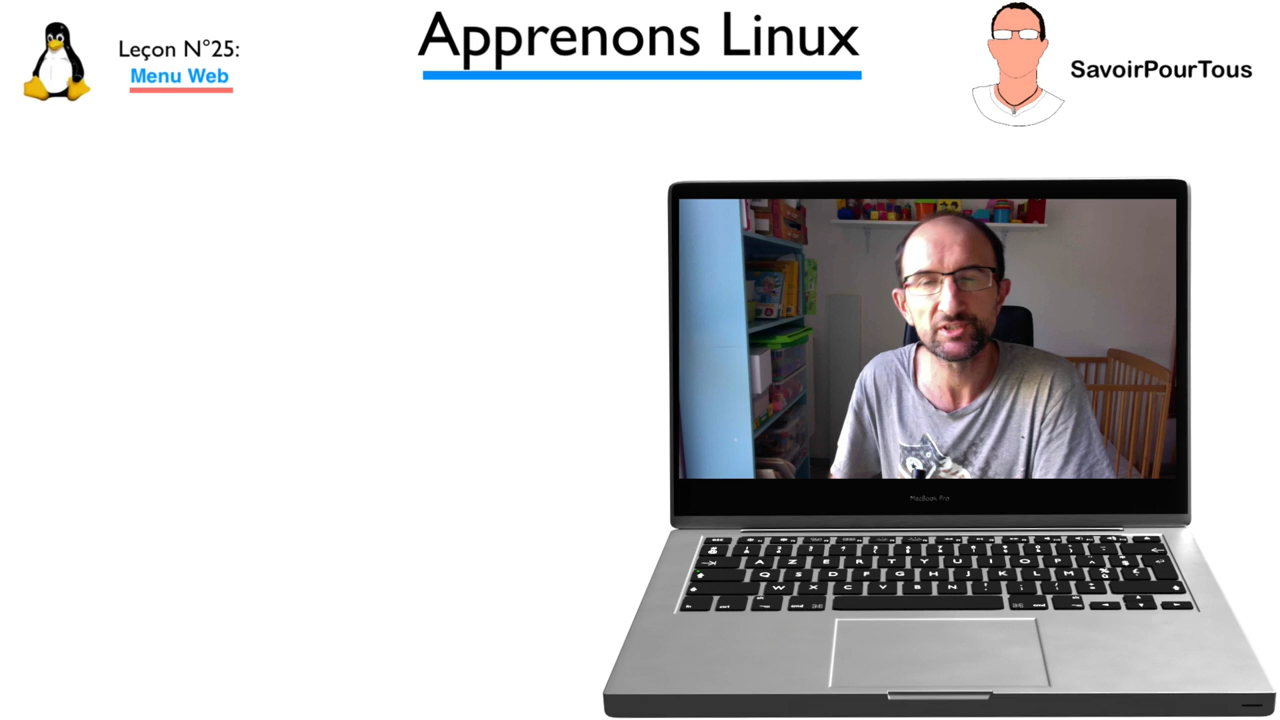 Apprenons Linux
Leçon N°25:
Menu Web
SavoirPourTous
MacBook Pro
A Z E R T Y U I O P
Q S D F G H J K L M
W X C V B N